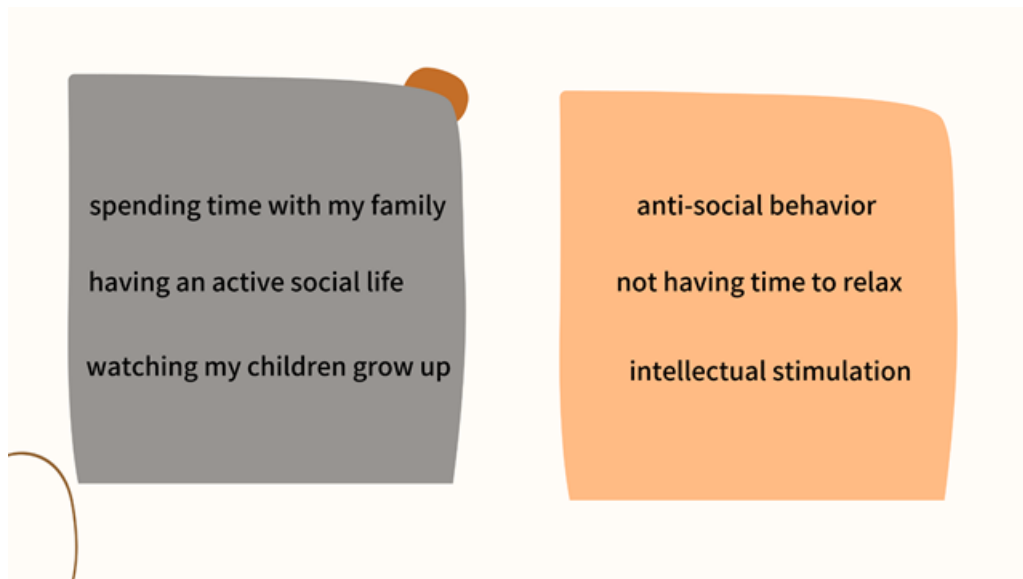 spending time with my family
having an active social life
watching my children grow up
anti-social behavior
not having time to relax
intellectual stimulation